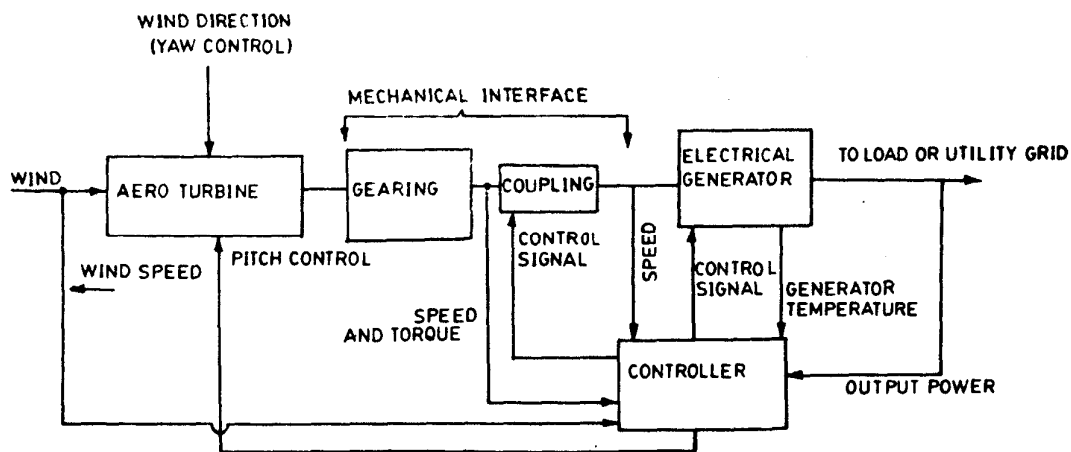 WIND DIRECTION
(YAW CONTROL)
MECHANICAL INTERFACE
WIND
AERO TURBINE
GEARING
COUPLING
ELECTRICAL
GENERATOR
TO LOAD OR UTILITY GRID
WIND SPEED
PITCH CONTROL
CONTROL
SIGNAL
SPEED
CONTROL
SIGNAL
GENERATOR
TEMPERATURE
SPEED
AND TORQUE
CONTROLLER
OUTPUT POWER